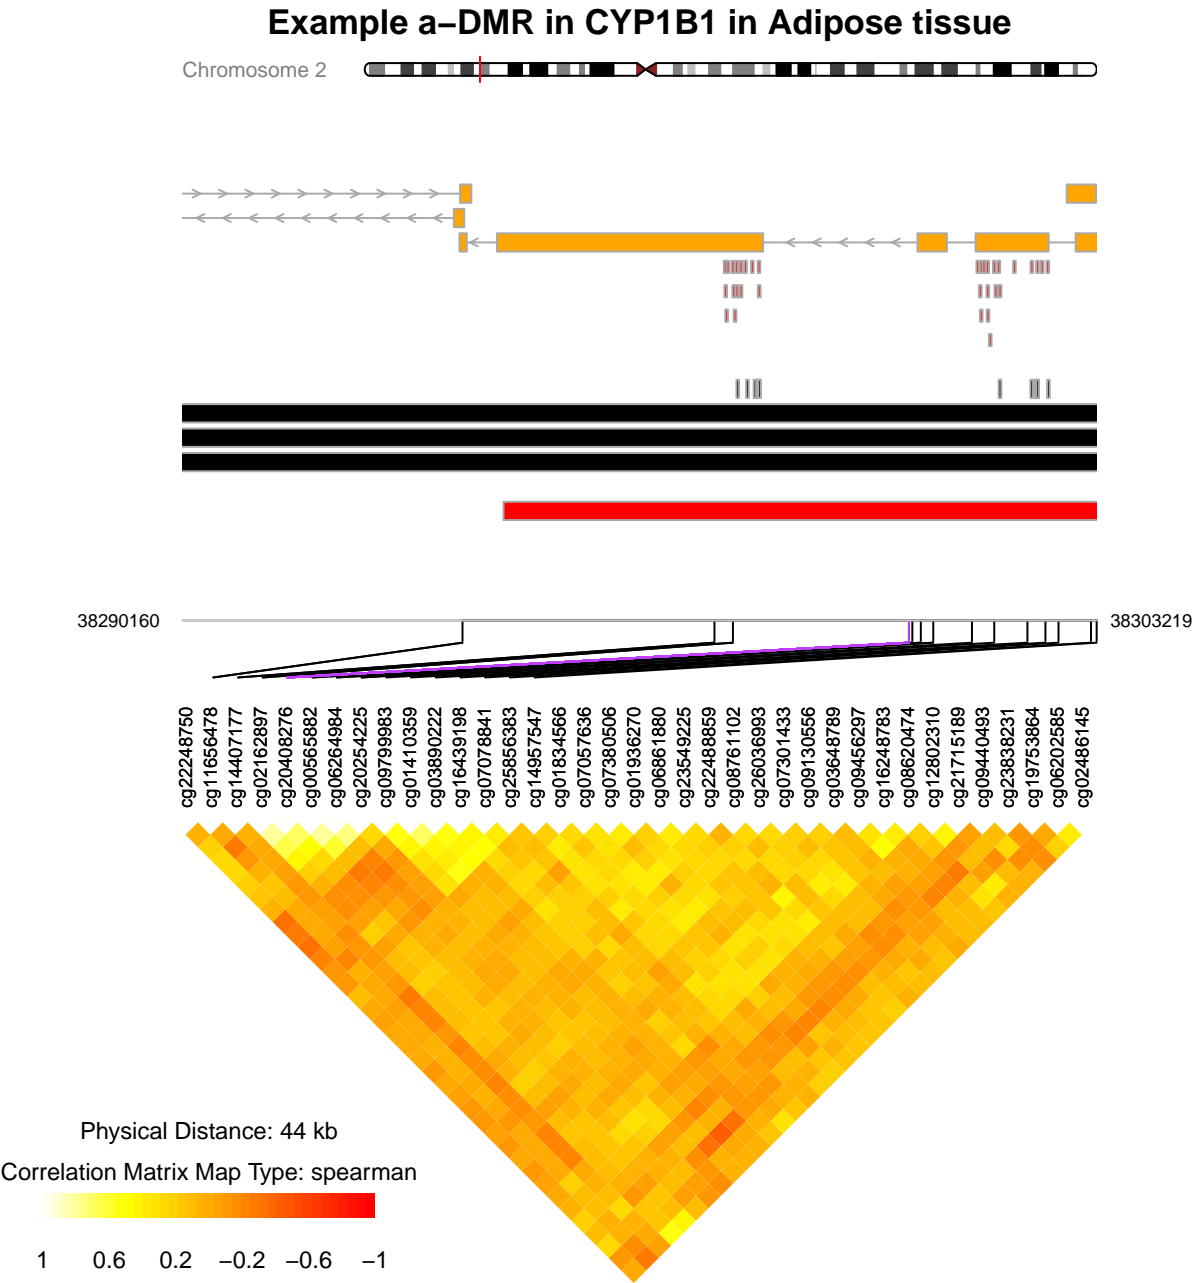 Example a−DMR in CYP1B1 in Adipose tissue
Chromosome 2
38290160
38303219
cg22248750
cg11656478
cg14407177
cg02162897
cg20408276
cg00565882
cg06264984
cg20254225
cg09799983
cg01410359
cg03890222
cg16439198
cg07078841
cg25856383
cg14957547
cg01834566
cg07057636
cg07380506
cg01936270
cg06861880
cg23549225
cg22488859
cg08761102
cg26036993
cg07301433
cg09130556
cg03648789
cg09456297
cg16248783
cg08620474
cg12802310
cg21715189
cg09440493
cg23838231
cg19753864
cg06202585
cg02486145
Physical Distance: 44 kb
Correlation Matrix Map Type: spearman
1 0.6 0.2 −0.2 −0.6 −1